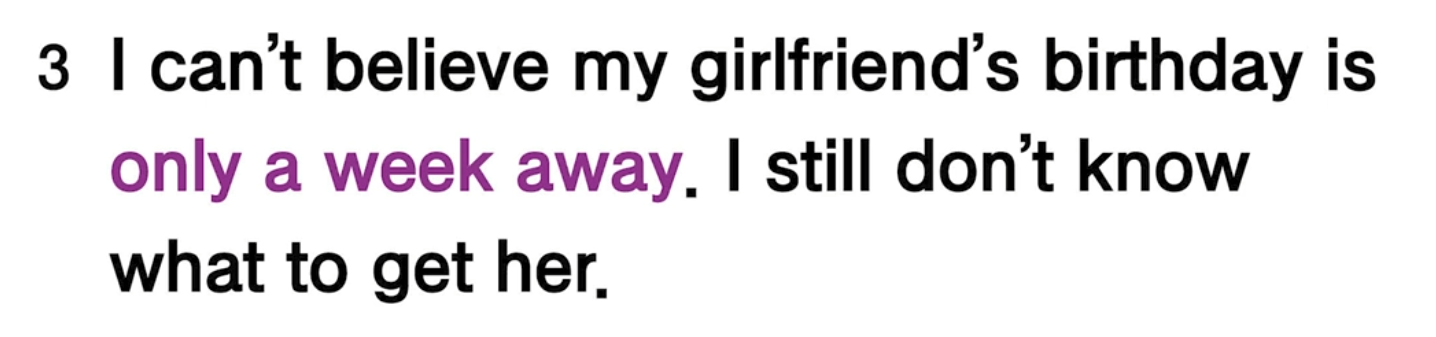 3 I can’t believe my girlfriend’s birthday is
only a week away. I still don’t know
what to get her.